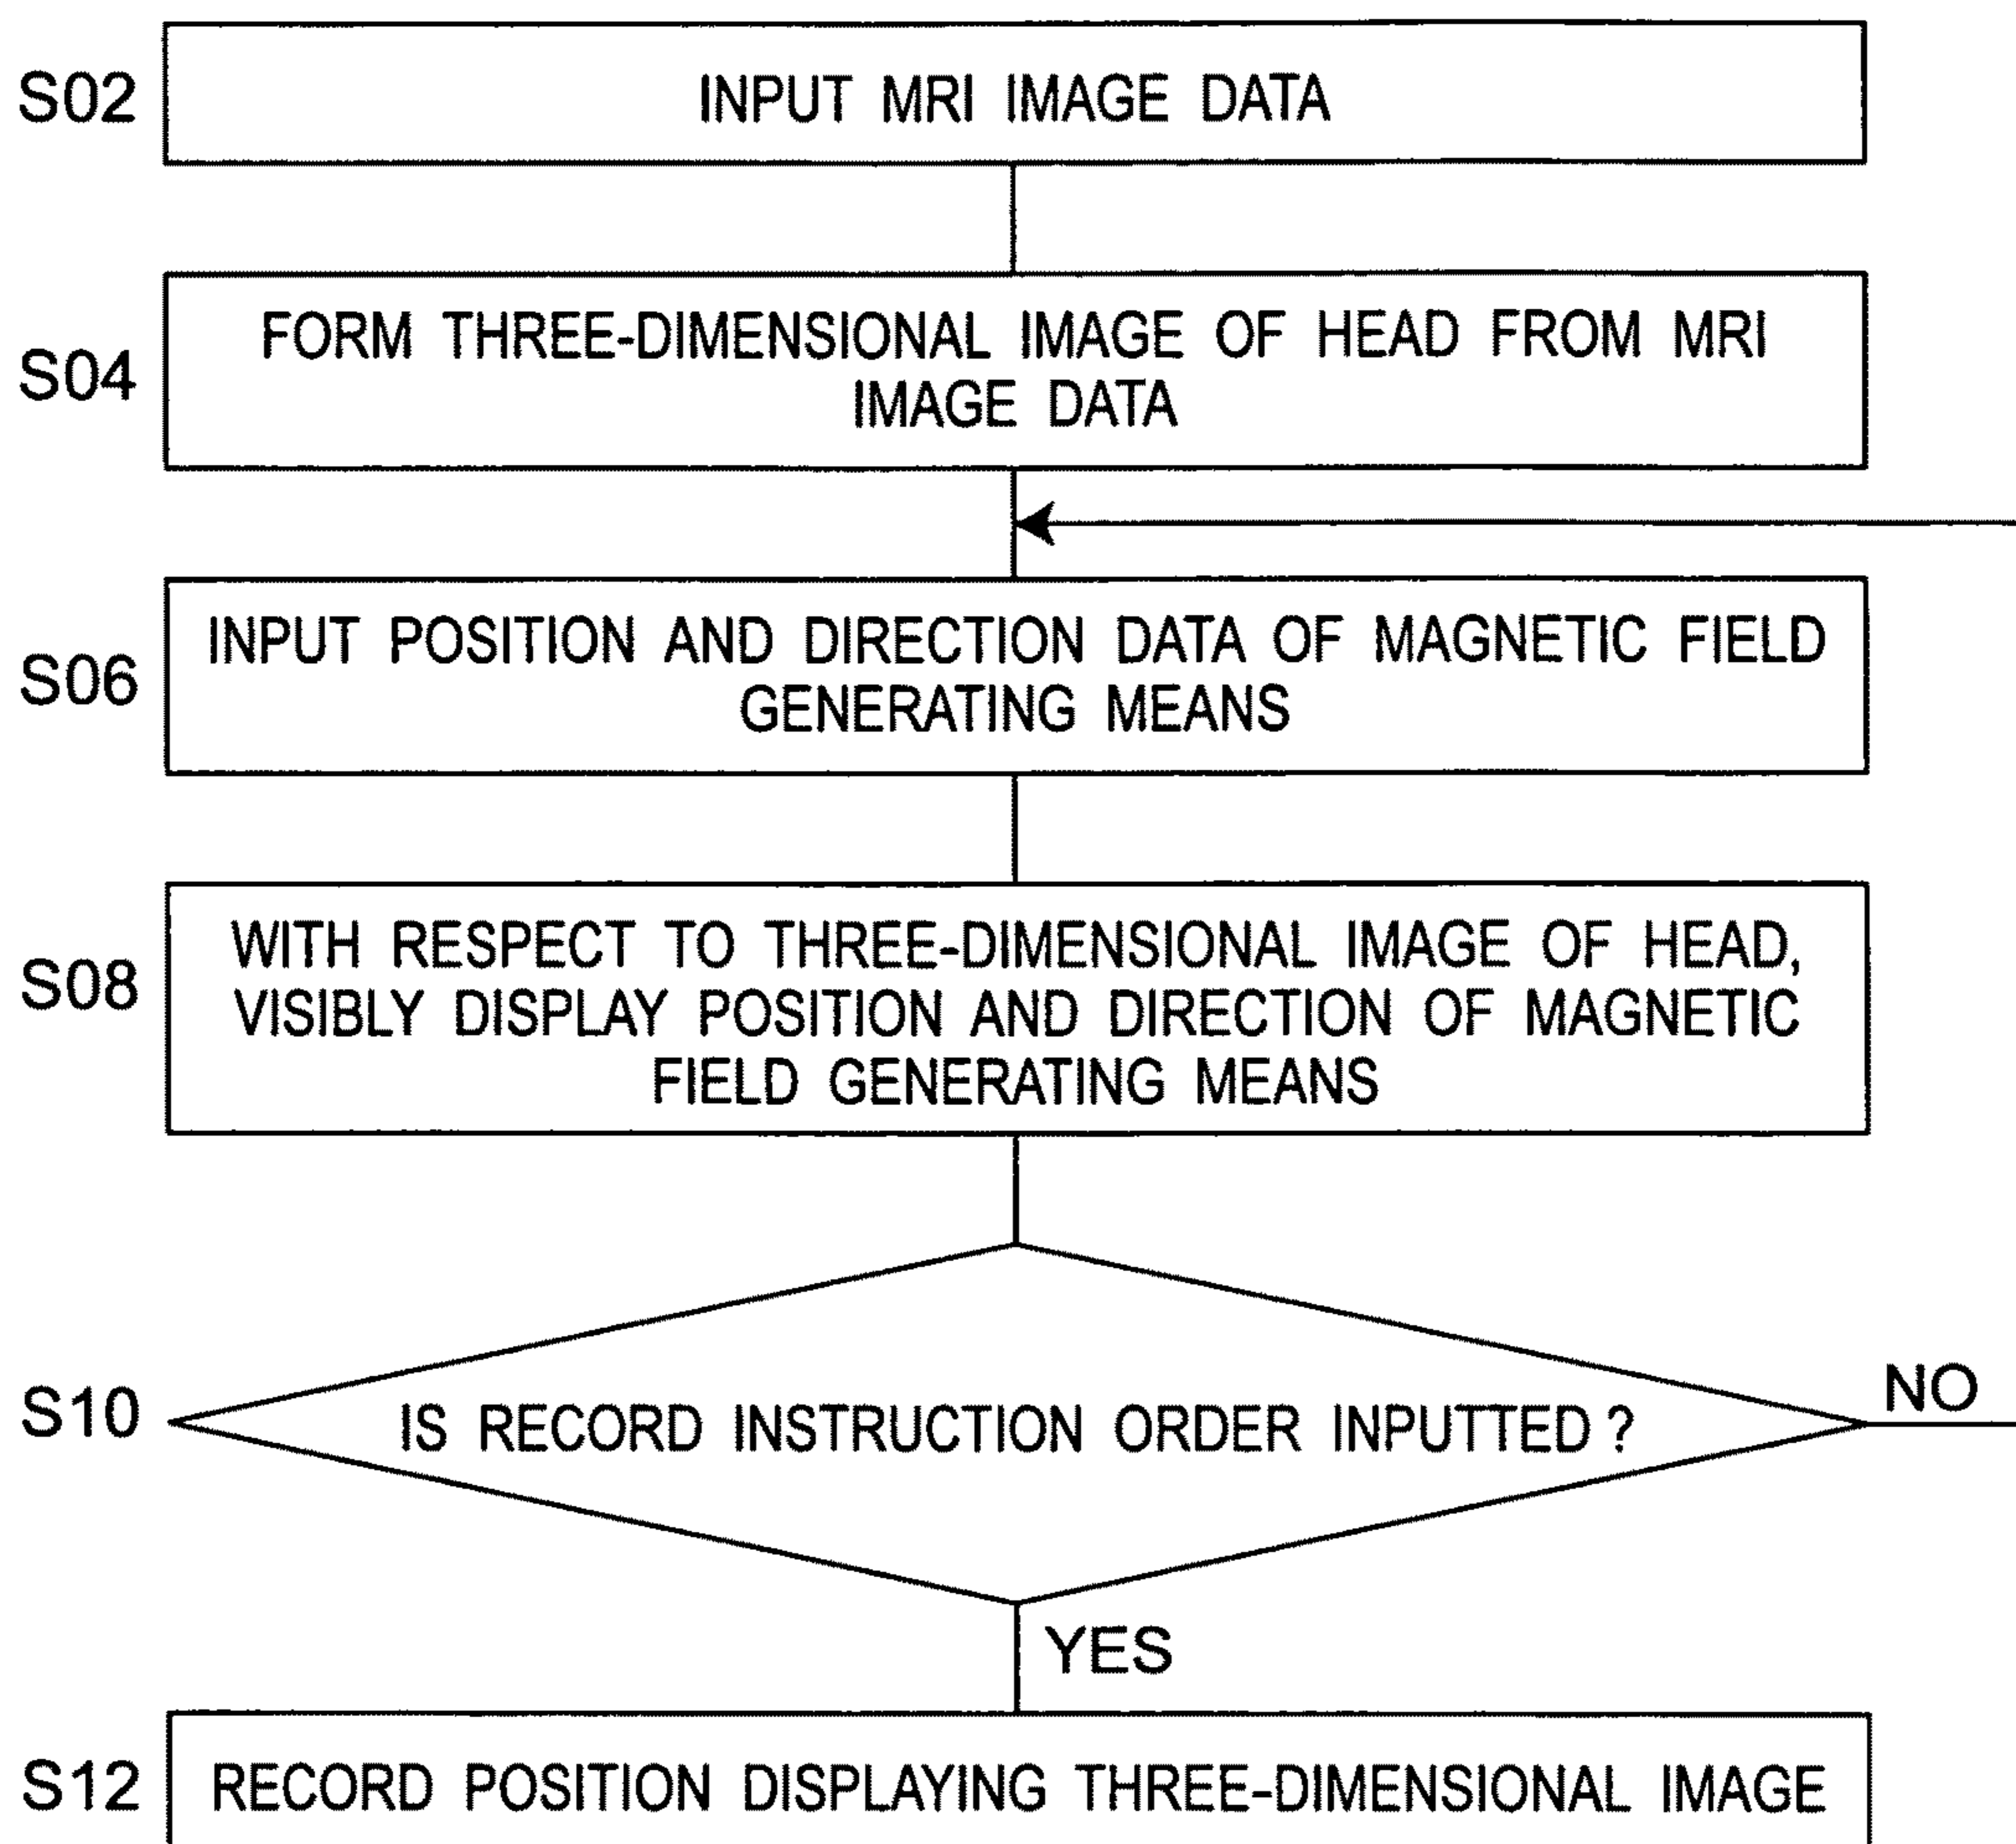 S02
INPUT MRI IMAGE DATA
S04
FORM THREE-DIMENSIONAL IMAGE OF HEAD FROM MRI
IMAGE DATA
S06
INPUT POSITION AND DIRECTION DATA OF MAGNETIC FIELD
GENERATING MEANS
S08
WITH RESPECT TO THREE-DIMENSIONAL IMAGE OF HEAD,
VISIBLY DISPLAY POSITION AND DIRECTION OF MAGNETIC
FIELD GENERATING MEANS
S10
IS RECORD INSTRUCTION ORDER INPUTTED ?
NO
YES
S12
RECORD POSITION DISPLAYING THREE-DIMENSIONAL IMAGE